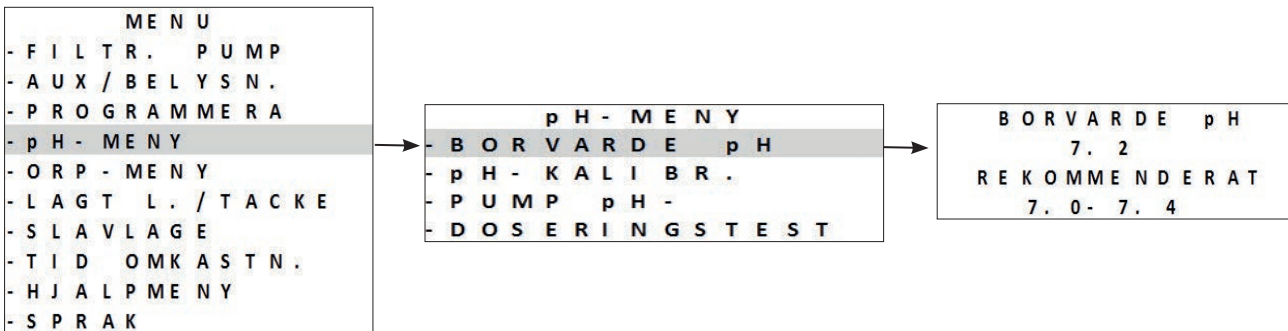 MENU
-FILTR. PUMP
-AUX/BELYSN.
-PROGRAMMERA
-pH-MENY
-ORP-MENY
-LAGT L./TACKE
-SLAVLAGE
-TID OMKASTN.
-HJALPMENY
-SPRAK
pH-MENY
-BORVARDE pH
-pH-KALIBR.
-PUMP pH-
-DOSERINGSTEST
BORVARDE pH
7.2
REKOMMENDERAT
7.0-7.4